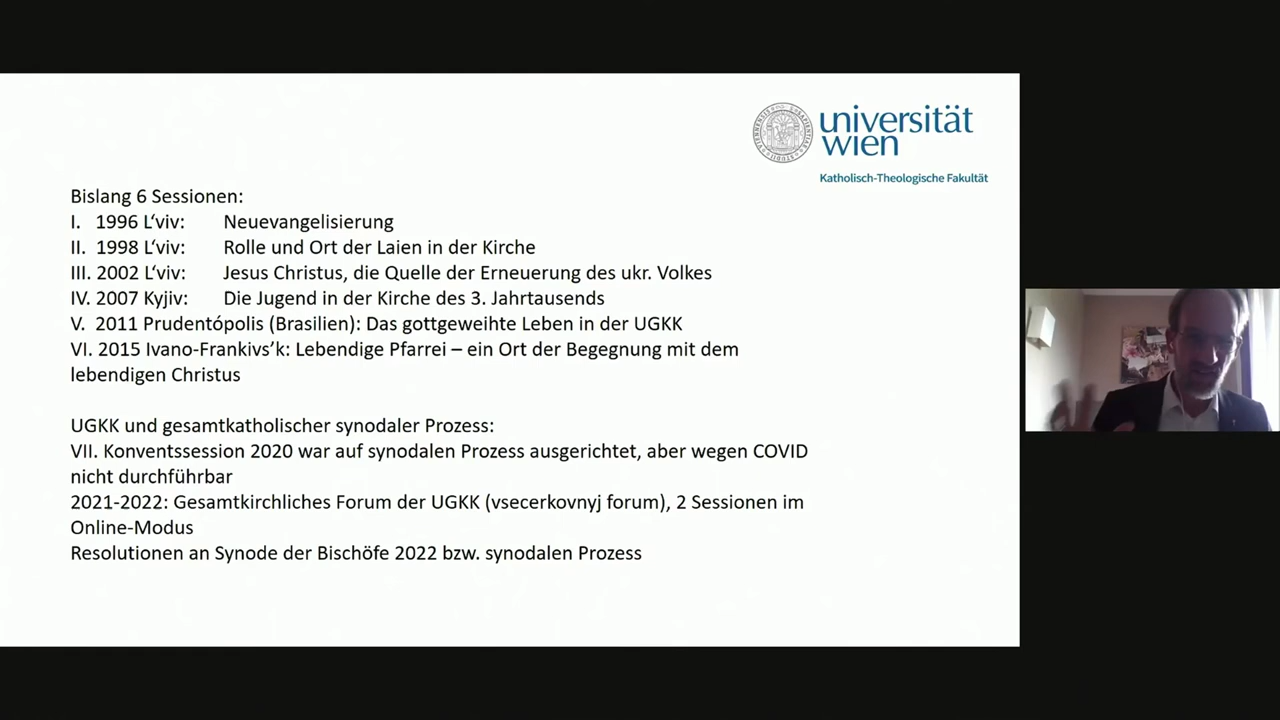 universität
wien
Katholisch-Theologische Fakultät
Bislang 6 Sessionen:
I. 1996 L‘viv: Neuevangelisierung
II. 1998 L‘viv: Rolle und Ort der Laien in der Kirche
III. 2002 L‘viv: Jesus Christus, die Quelle der Erneuerung des ukr. Volkes
IV. 2007 Kyjiv: Die Jugend in der Kirche des 3. Jahrtausends
V. 2011 Prudentópolis (Brasilien): Das gottgeweihte Leben in der UGKK
VI. 2015 Ivano-Frankivs’k: Lebendige Pfarrei – ein Ort der Begegnung mit dem
lebendigen Christus
UGKK und gesamtkatholischer synodaler Prozess:
VII. Konventssession 2020 war auf synodalen Prozess ausgerichtet, aber wegen COVID
nicht durchführbar
2021-2022: Gesamtkirchliches Forum der UGKK (vsecerkovnyj forum), 2 Sessionen im
Online-Modus
Resolutionen an Synode der Bischöfe 2022 bzw. synodalen Prozess